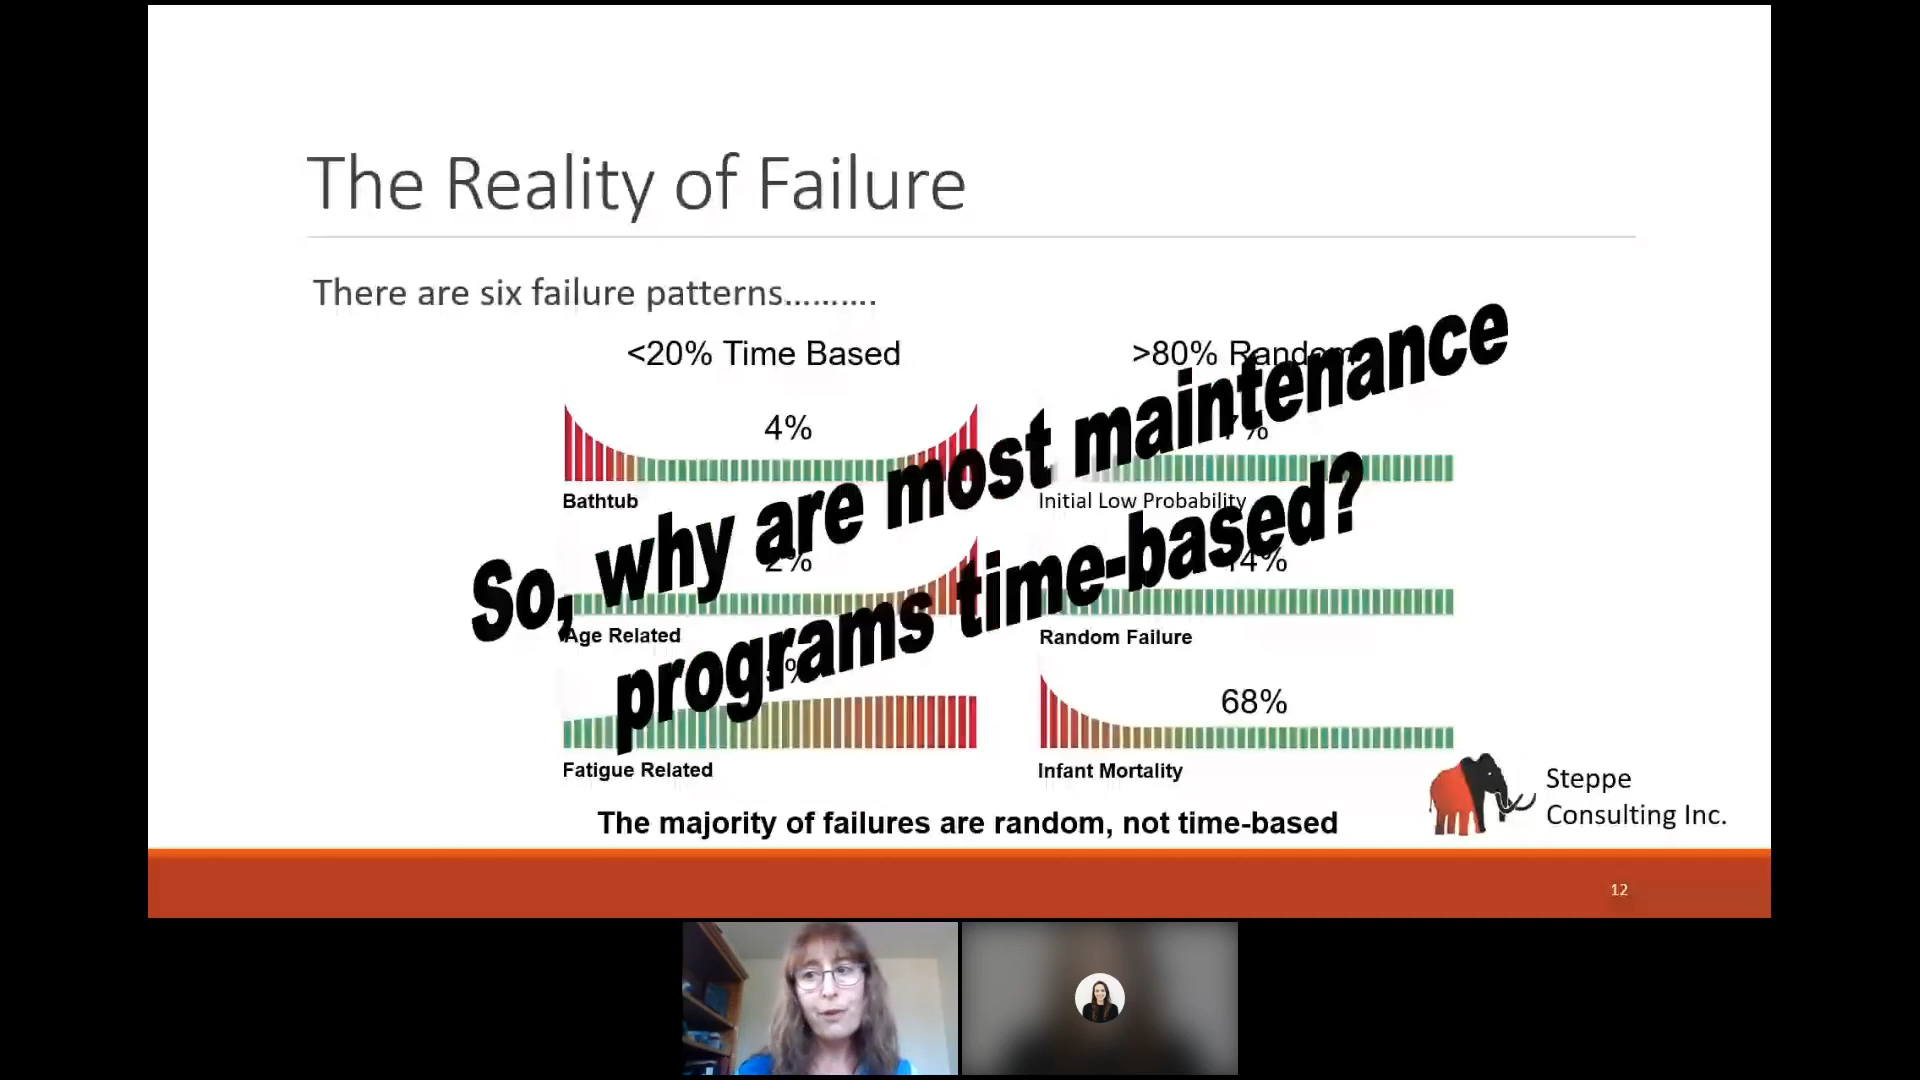 The Reality of Failure
There are six failure patterns……….
<20% Time Based
>80% Random
4%
Bathtub
Initial Low Probability
2%
Age Related
Random Failure
68%
Fatigue Related
Infant Mortality
So, why are most maintenance
programs time-based?
The majority of failures are random, not time-based
Steppe
Consulting Inc.
12